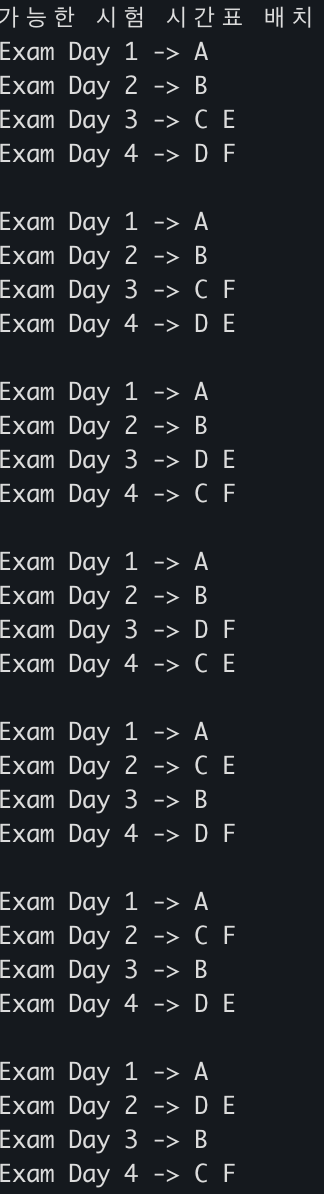 가능한 시험 시간표 배치
Exam Day 1 -> A
Exam Day 2 -> B
Exam Day 3 -> C E
Exam Day 4 -> D F
Exam Day 1 -> A
Exam Day 2 -> B
Exam Day 3 -> C F
Exam Day 4 -> D E
Exam Day 1 -> A
Exam Day 2 -> B
Exam Day 3 -> D E
Exam Day 4 -> C F
Exam Day 1 -> A
Exam Day 2 -> B
Exam Day 3 -> D F
Exam Day 4 -> C E
Exam Day 1 -> A
Exam Day 2 -> C E
Exam Day 3 -> B
Exam Day 4 -> D F
Exam Day 1 -> A
Exam Day 2 -> C F
Exam Day 3 -> B
Exam Day 4 -> D E
Exam Day 1 -> A
Exam Day 2 -> D E
Exam Day 3 -> B
Exam Day 4 -> C F